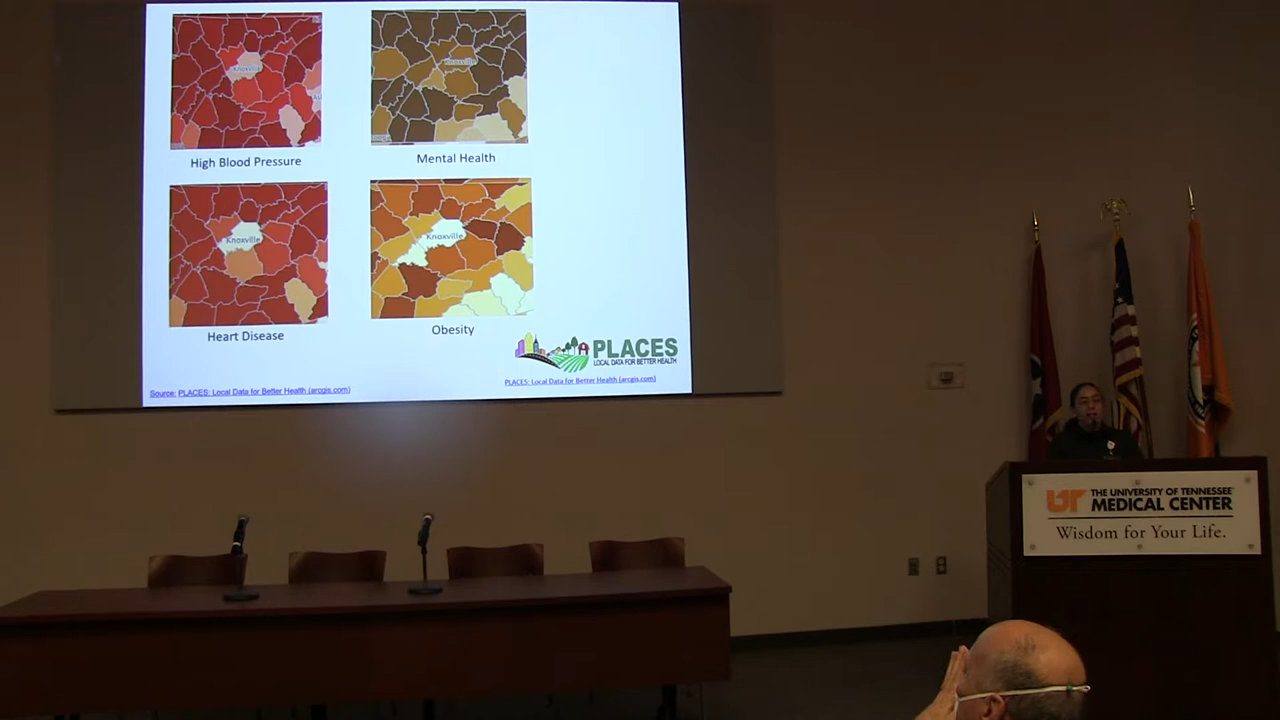 Knoxville
Knoxville
High Blood Pressure
Mental Health
Knoxville
Knoxville
Heart Disease
Obesity
PLACES
LOCAL DATA FOR BETTER HEALTH
PLACES: Local Data for Better Health (arcgis.com)
Source: PLACES: Local Data for Better Health (arcgis.com)
UT THE UNIVERSITY OF TENNESSEE
MEDICAL CENTER
Wisdom for Your Life.